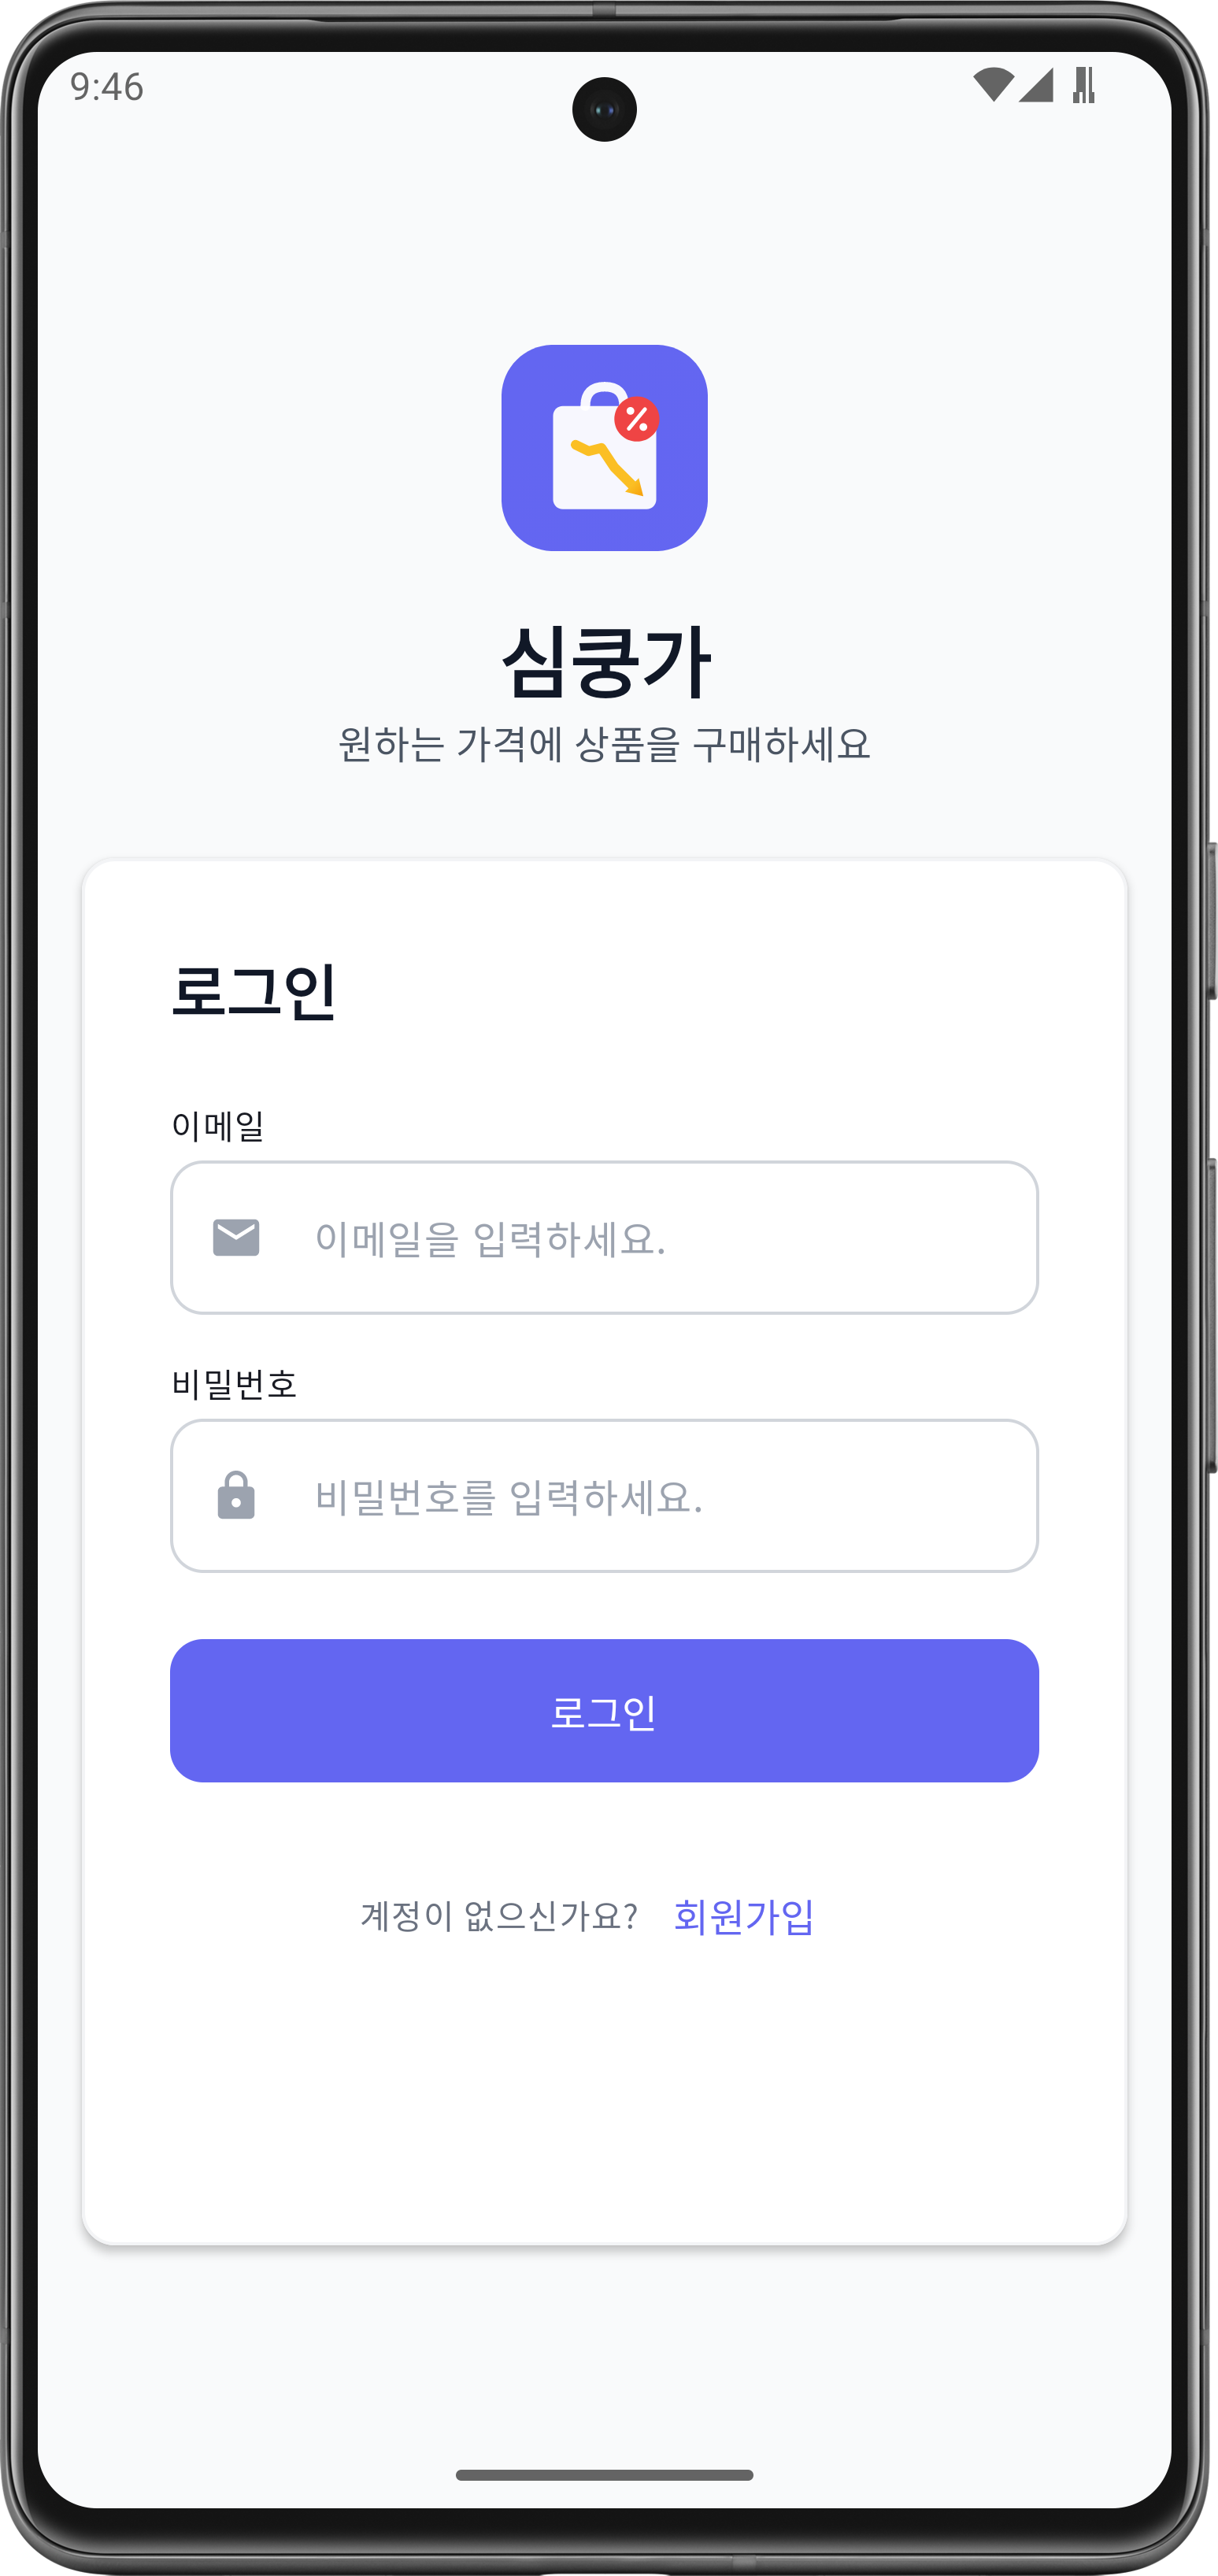 9:46
%
심쿵가
원하는 가격에 상품을 구매하세요
로그인
이메일
이메일을 입력하세요.
비밀번호
비밀번호를 입력하세요.
로그인
계정이 없으신가요? 회원가입